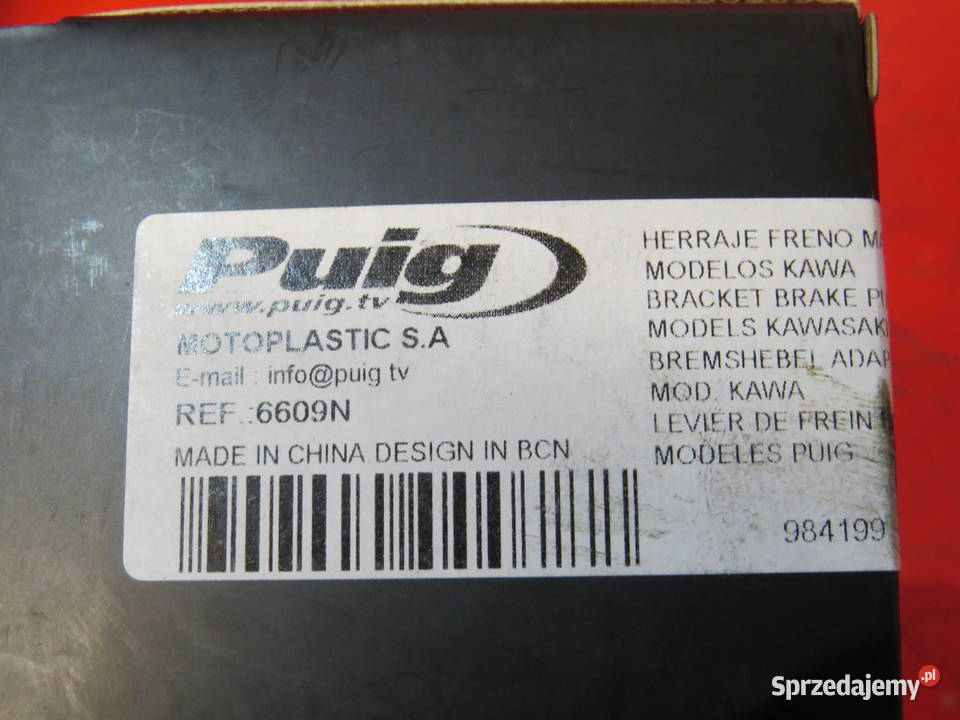 Puig
www.puig.tv
MOTOPLASTIC S.A
E-mail : info@puig tv
REF.:6609N
MADE IN CHINA DESIGN IN BCN
HERRAJE FRENO
MODELOS KAWA
BRACKET BRAKE
MODELS KAWASAKI
BREMSHEBEL
MOD. KAWA
LEVIER DE FREIN
MODELES PUIG
984199
Sprzedajemy.pl